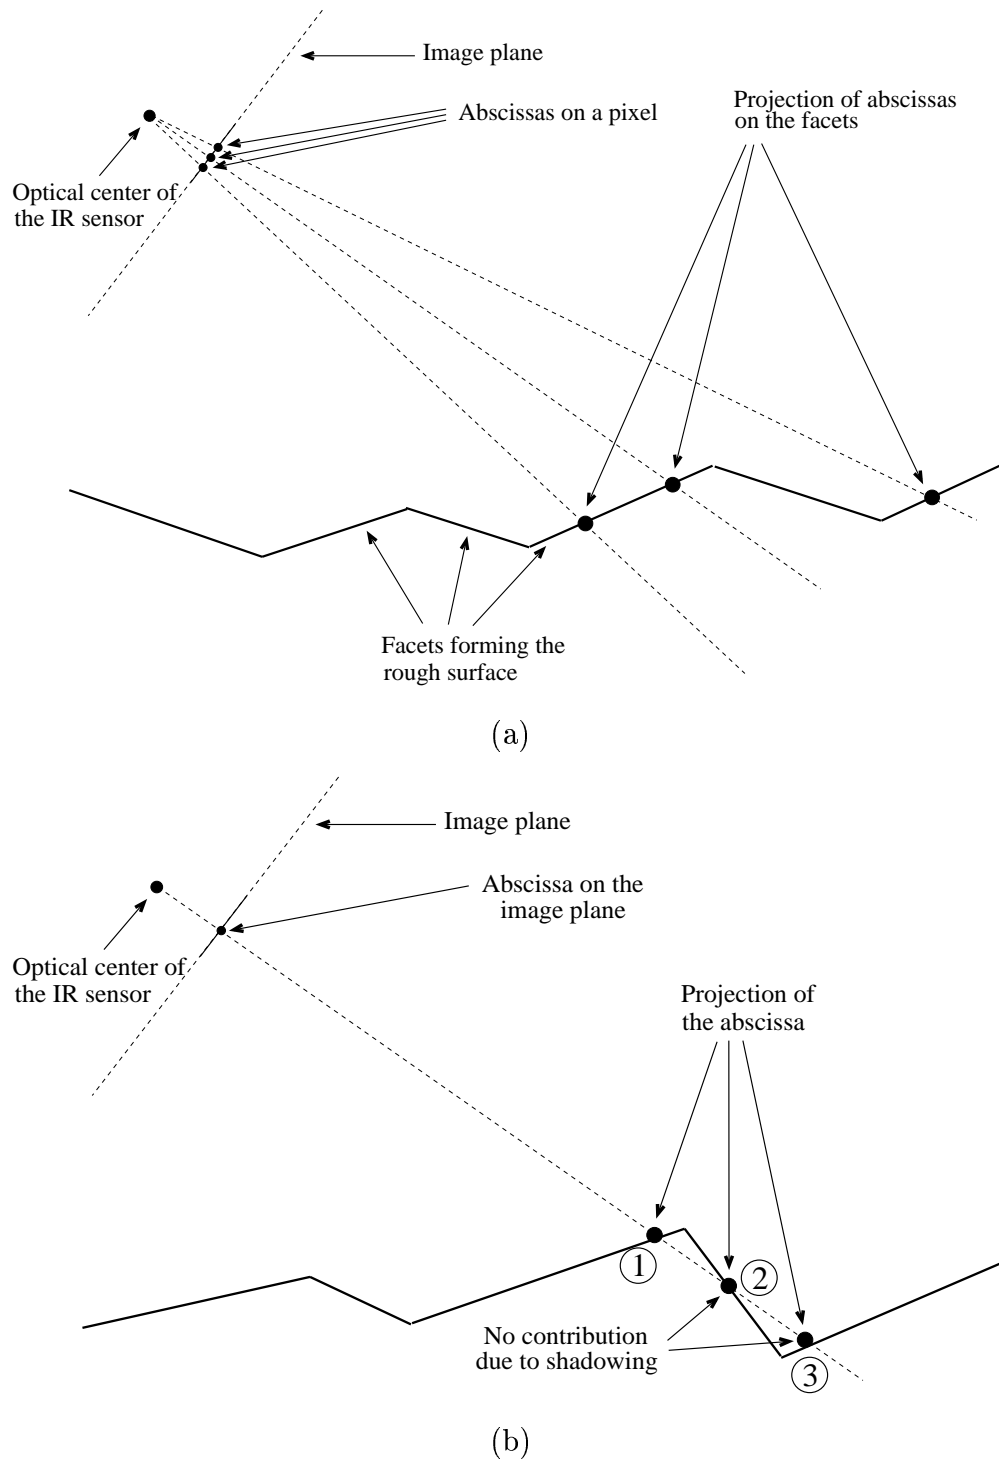 Image plane
Abscissas on a pixel
Projection of abscissas
on the facets
Optical center of
the IR sensor
Facets forming the
rough surface
(a)
Image plane
Abscissa on the
image plane
Optical center of
the IR sensor
Projection of
the abscissa
1
2
No contribution
due to shadowing
3
(b)